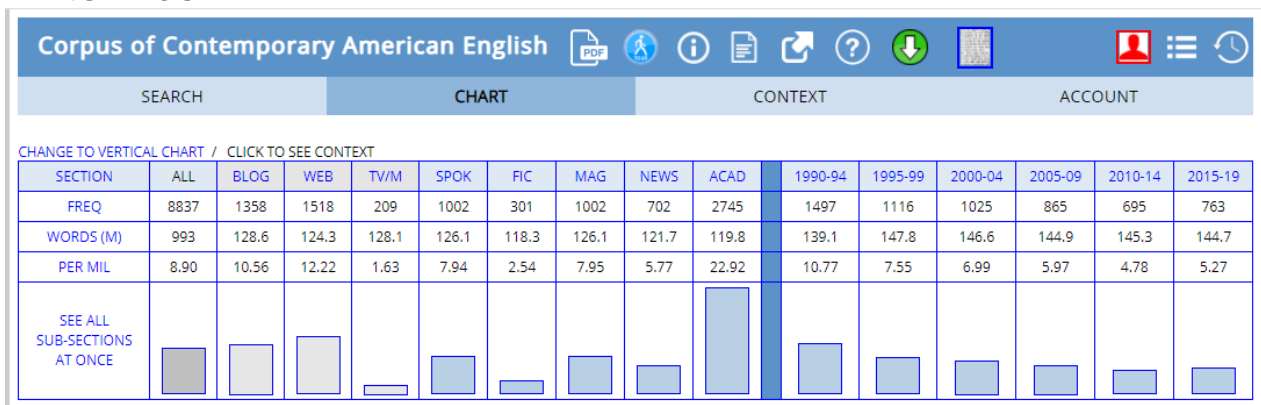 Corpus of Contemporary American English PDF
SEARCH CHART CONTEXT ACCOUNT
CHANGE TO VERTICAL CHART / CLICK TO SEE CONTEXT
SECTION ALL BLOG WEB TV/M SPOK FIC MAG NEWS ACAD 1990-94 1995-99 2000-04 2005-09 2010-14 2015-19
FREQ 8837 1358 1518 209 1002 301 1002 702 2745 1497 1116 1025 865 695 763
WORDS (M) 993 128.6 124.3 128.1 126.1 118.3 126.1 121.7 119.8 139.1 147.8 146.6 144.9 145.3 144.7
PER MIL 8.90 10.56 12.22 1.63 7.94 2.54 7.95 5.77 22.92 10.77 7.55 6.99 5.97 4.78 5.27
SEE ALL
SUB-SECTIONS
AT ONCE